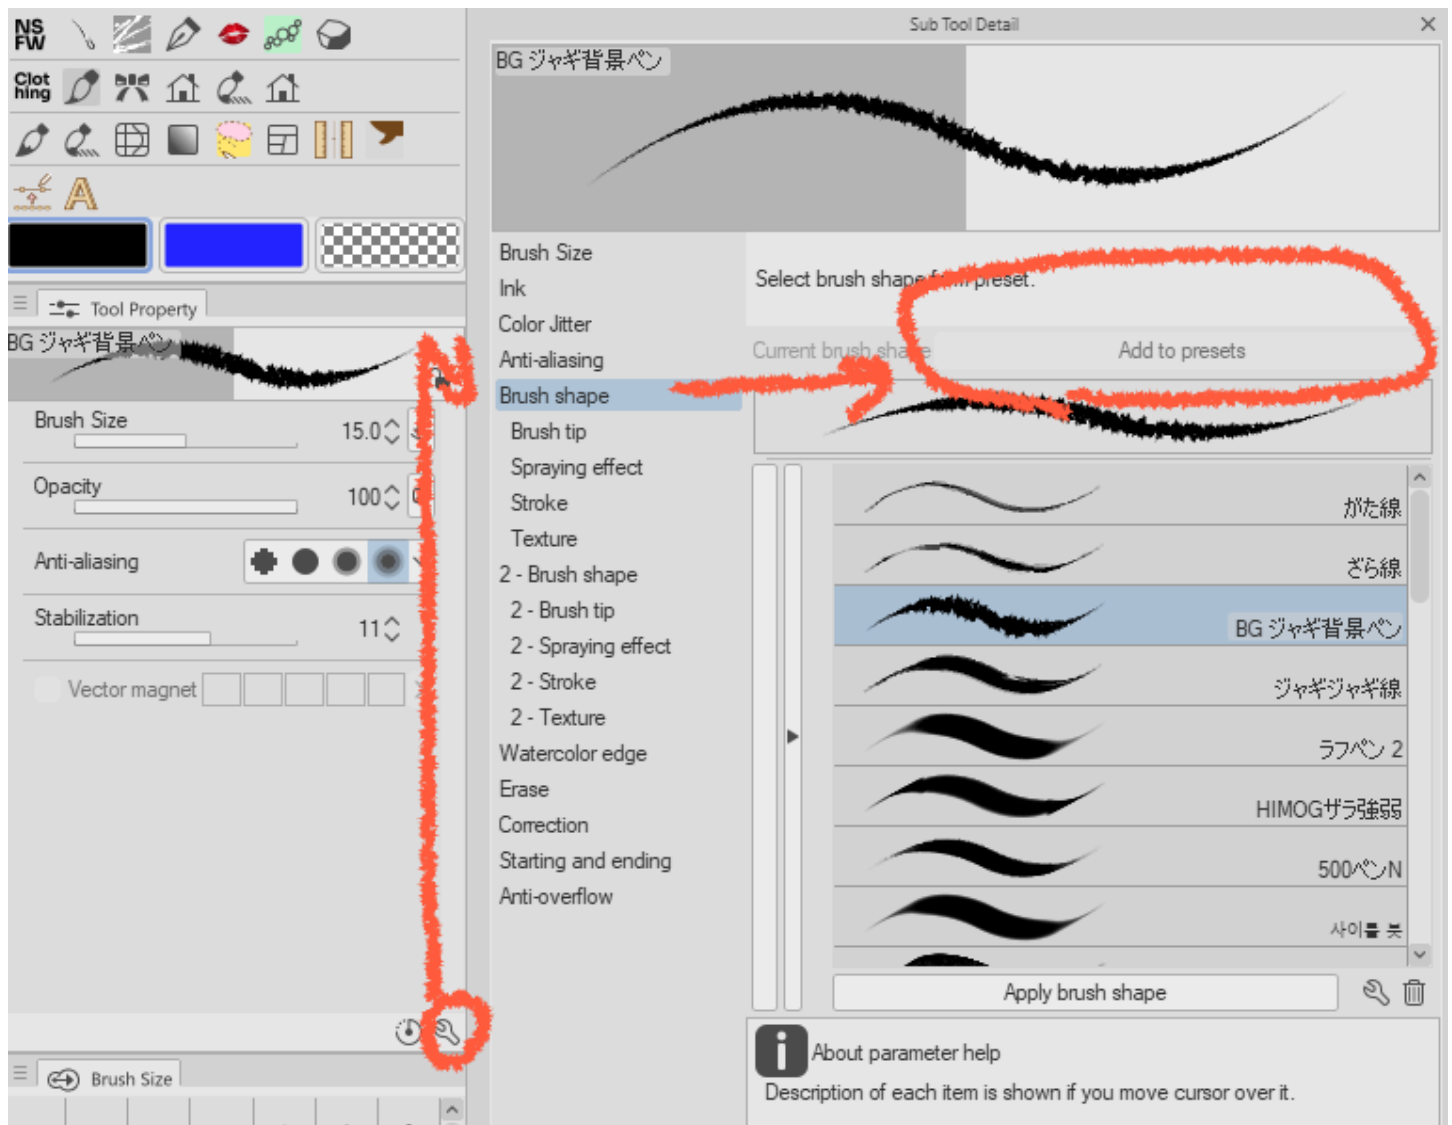 NS
FW
Clot
hing
A
Tool Property
BG ジャギ背景ペン
Brush Size
15.0
Opacity
100
Anti-aliasing
Stabilization
11
Vector magnet
Brush Size
Sub Tool Detail
BG ジャギ背景ペン
Brush Size
Ink
Color Jitter
Anti-aliasing
Brush shape
Brush tip
Spraying effect
Stroke
Texture
2 - Brush shape
2 - Brush tip
2 - Spraying effect
2 - Stroke
2 - Texture
Watercolor edge
Erase
Correction
Starting and ending
Anti-overflow
Select brush shape from preset.
Current brush shape
Add to presets
がた線
ざら線
BG ジャギ背景ペン
ジャギジャギ線
ラフペン 2
HIMOGザラ強弱
500ペンN
사이틀 붓
Apply brush shape
About parameter help
Description of each item is shown if you move cursor over it.